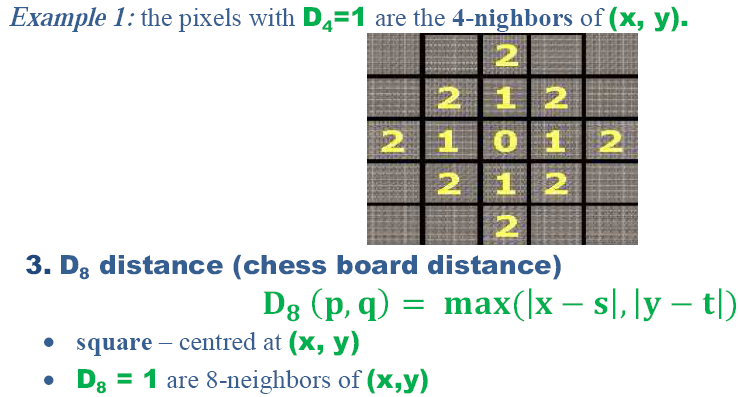 Example 1: the pixels with D₄=1 are the 4-nighbors of (x, y).
2
2 1 2
2 1 0 1 2
2 1 2
2
3. D₈ distance (chess board distance)
D₈ (p, q) = max(|x − s|, |y − t|)
• square – centred at (x, y)
• D₈ = 1 are 8-neighbors of (x,y)